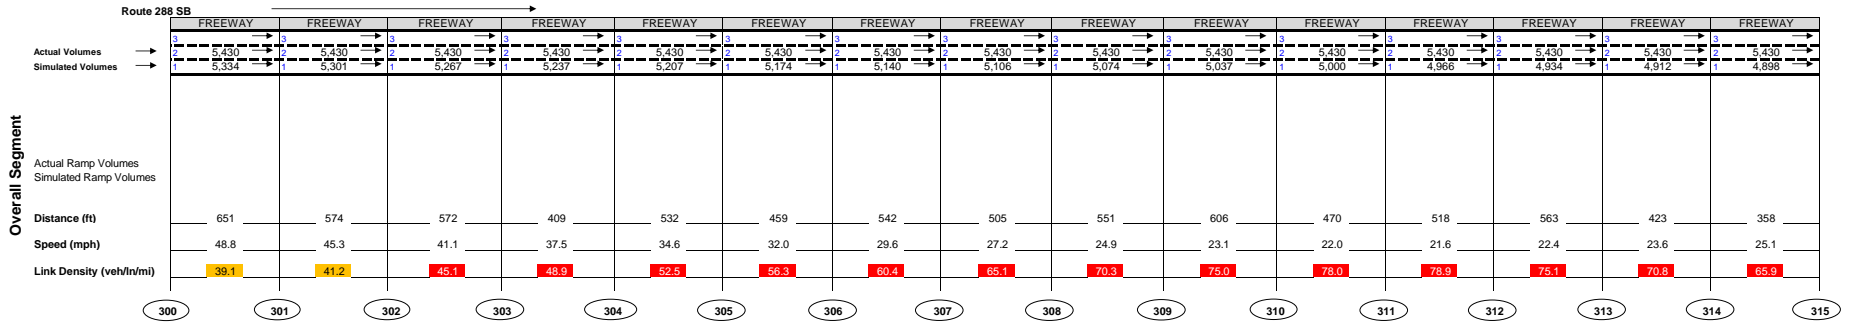 Route 288 SB
FREEWAY FREEWAY FREEWAY FREEWAY FREEWAY FREEWAY FREEWAY FREEWAY FREEWAY FREEWAY FREEWAY FREEWAY FREEWAY FREEWAY FREEWAY
3 3 3 3 3 3 3 3 3 3 3 3 3 3 3
Actual Volumes 2 5,430 2 5,430 2 5,430 2 5,430 2 5,430 2 5,430 2 5,430 2 5,430 2 5,430 2 5,430 2 5,430 2 5,430 2 5,430 2 5,430 2 5,430
Simulated Volumes 1 5,334 1 5,301 1 5,267 1 5,237 1 5,207 1 5,174 1 5,140 1 5,106 1 5,074 1 5,037 1 5,000 1 4,966 1 4,934 1 4,912 1 4,898
Overall Segment
Actual Ramp Volumes
Simulated Ramp Volumes
Distance (ft) 651 574 572 409 532 459 542 505 551 606 470 518 563 423 358
Speed (mph) 48.8 45.3 41.1 37.5 34.6 32.0 29.6 27.2 24.9 23.1 22.0 21.6 22.4 23.6 25.1
Link Density (veh/ln/mi) 39.1 41.2 45.1 48.9 52.5 56.3 60.4 65.1 70.3 75.0 78.0 78.9 75.1 70.8 65.9
300 301 302 303 304 305 306 307 308 309 310 311 312 313 314 315